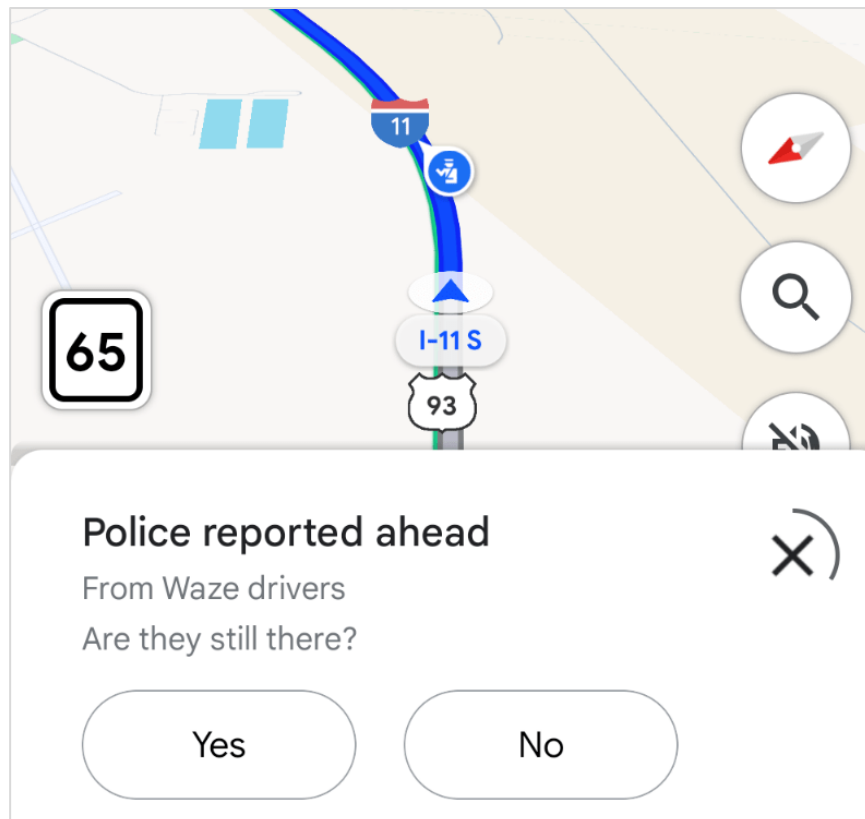 11
65
I-11 S
93
Police reported ahead
From Waze drivers
Are they still there?
Yes
No